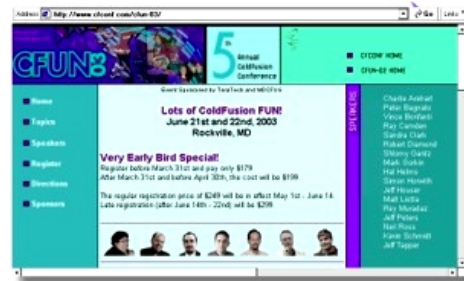 Address http://www.cfconf.com/cfun-03/
Go
Links
CFUN03
5th
Annual
ColdFusion
Conference
CFCONF HOME
CFUN-02 HOME
Home
Topics
Speakers
Register
Directions
Sponsors
Event Sponsored by TeraTech and MDCFUG
Lots of ColdFusion FUN!
June 21st and 22nd, 2003
Rockville, MD
Very Early Bird Special!
Register before March 31st and pay only $179
After March 31st and before April 30th, the cost will be $199
The regular registration price of $249 will be in effect May 1st - June 14
Late registration (after June 14th - 22nd) will be $299
SPEAKERS
Charlie Arehart
Peter Bagnato
Vince Bonfanti
Ray Camden
Sandra Clark
Robert Diamond
Shlomy Gantz
Mark Gorkin
Hal Helms
Simon Horwith
Jeff Houser
Matt Liotta
Rey Muradaz
Jeff Peters
Neil Ross
Kevin Schmidt
Jeff Tapper